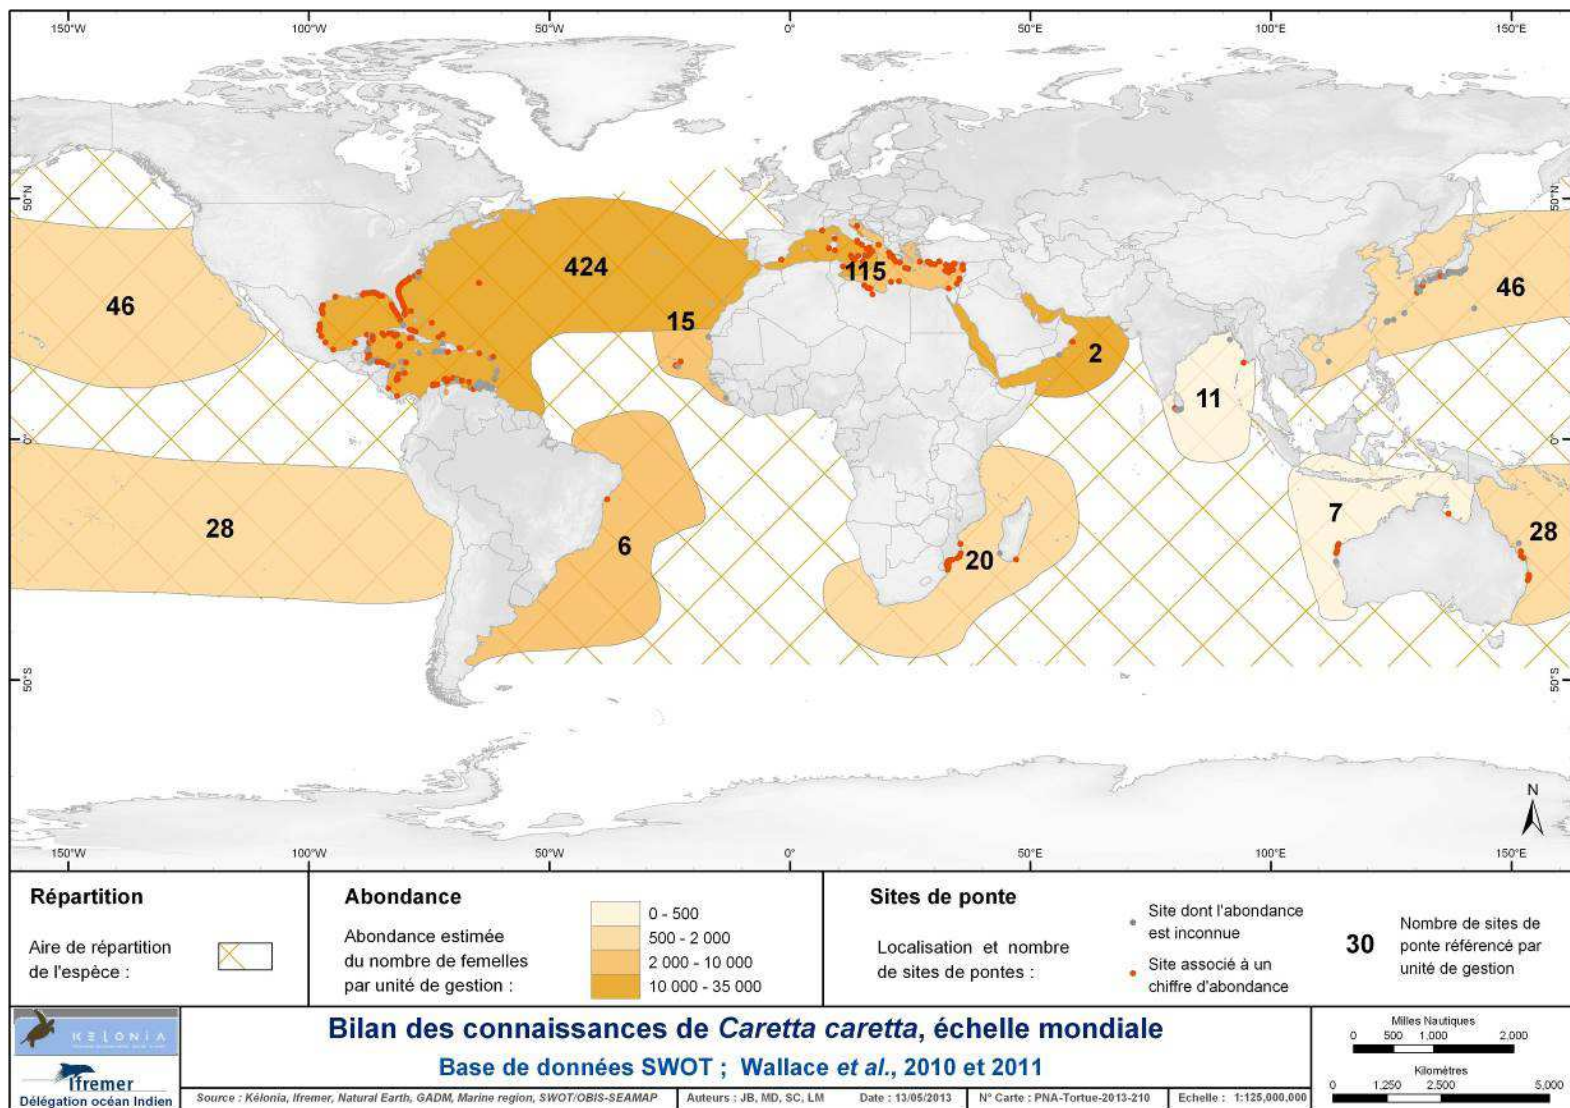 150°W 100°W 50°W 0° 50°E 100°E 150°E
50°N 50°N
424
115
46 46
15
2
11
0° 0°
7
28 28
6 20
50°S 50°S
N
150°W 100°W 50°W 0° 50°E 100°E 150°E
Répartition
Aire de répartition
de l'espèce :
Abondance
Abondance estimée
du nombre de femelles
par unité de gestion :
0 - 500
500 - 2 000
2 000 - 10 000
10 000 - 35 000
Sites de ponte
Localisation et nombre
de sites de pontes :
Site dont l'abondance
est inconnue
Site associé à un
chiffre d'abondance
30
Nombre de sites de
ponte référencé par
unité de gestion
KELONIA
Ifremer
Délégation océan Indien
Bilan des connaissances de Caretta caretta, échelle mondiale
Base de données SWOT ; Wallace et al., 2010 et 2011
Source : Kélonia, Ifremer, Natural Earth, GADM, Marine region, SWOT/OBIS-SEAMAP
Auteurs : JB, MD, SC, LM
Date : 13/05/2013
N° Carte : PNA-Tortue-2013-210
Echelle : 1:125,000,000
Milles Nautiques
0 500 1 000 2 000
Kilomètres
0 1,250 2,500 5,000